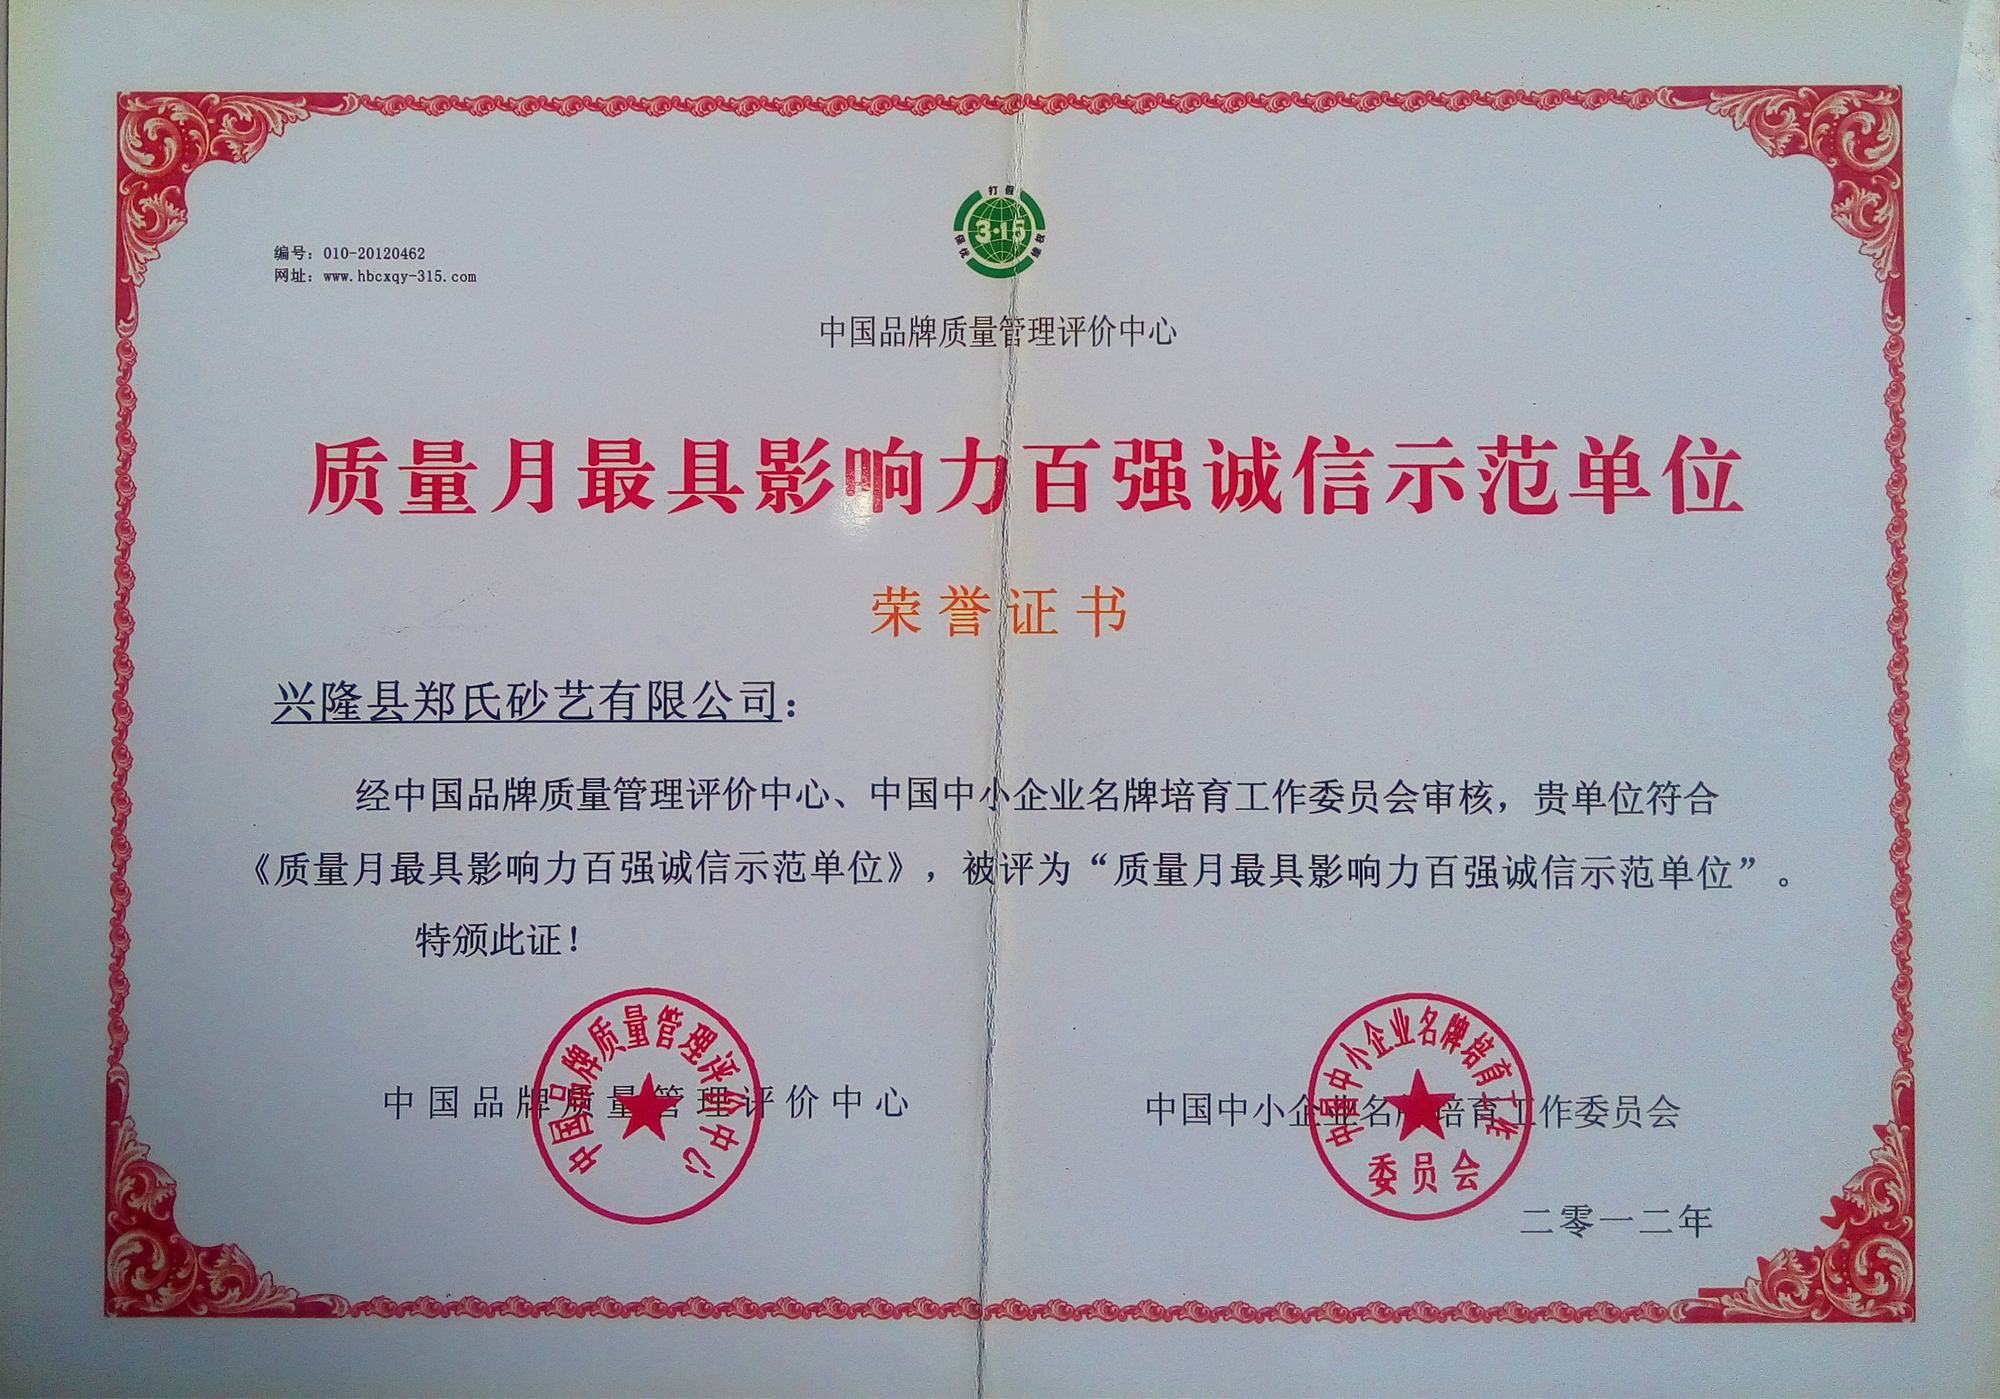 打假
3·15
保优 维权
编号：010-20120462
网址：www.hbcxqy-315.com
中国品牌质量管理评价中心
质量月最具影响力百强诚信示范单位
荣誉证书
兴隆县郑氏砂艺有限公司：
经中国品牌质量管理评价中心、中国中小企业名牌培育工作委员会审核，贵单位符合
《质量月最具影响力百强诚信示范单位》，被评为“质量月最具影响力百强诚信示范单位”。
特颁此证！
中国品牌质量管理评价中心
中国品牌质量管理评价中心
中国中小企业名牌培育工作委员会
中国中小企业名牌培育工作
委员会
二零一二年